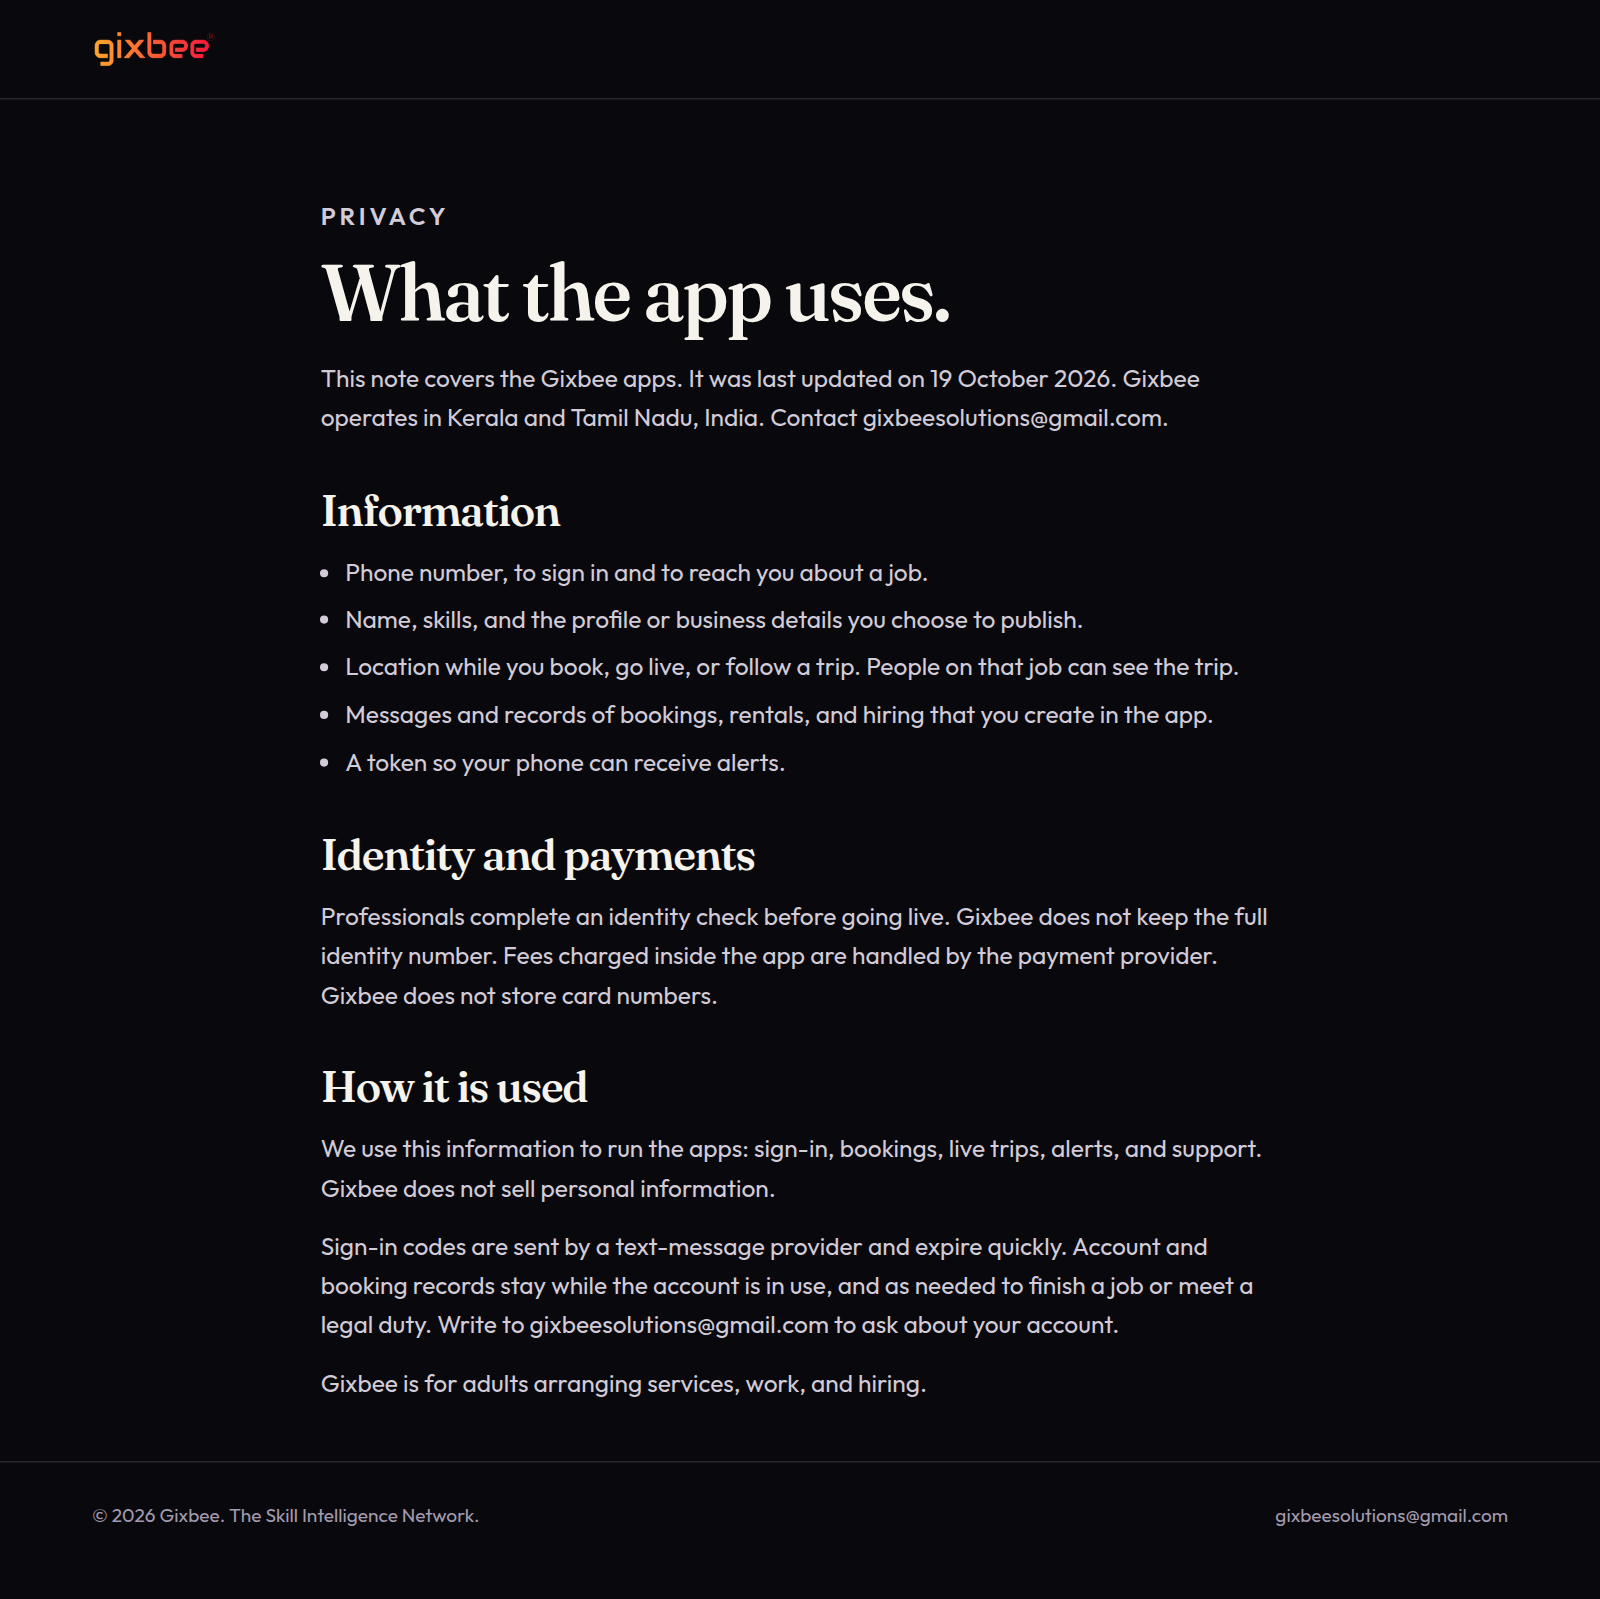 gixbee
PRIVACY
What the app uses.
This note covers the Gixbee apps. It was last updated on 19 October 2026. Gixbee
operates in Kerala and Tamil Nadu, India. Contact gixbeesolutions@gmail.com.
Information
• Phone number, to sign in and to reach you about a job.
• Name, skills, and the profile or business details you choose to publish.
• Location while you book, go live, or follow a trip. People on that job can see the trip.
• Messages and records of bookings, rentals, and hiring that you create in the app.
• A token so your phone can receive alerts.
Identity and payments
Professionals complete an identity check before going live. Gixbee does not keep the full
identity number. Fees charged inside the app are handled by the payment provider.
Gixbee does not store card numbers.
How it is used
We use this information to run the apps: sign-in, bookings, live trips, alerts, and support.
Gixbee does not sell personal information.
Sign-in codes are sent by a text-message provider and expire quickly. Account and
booking records stay while the account is in use, and as needed to finish a job or meet a
legal duty. Write to gixbeesolutions@gmail.com to ask about your account.
Gixbee is for adults arranging services, work, and hiring.
© 2026 Gixbee. The Skill Intelligence Network.
gixbeesolutions@gmail.com